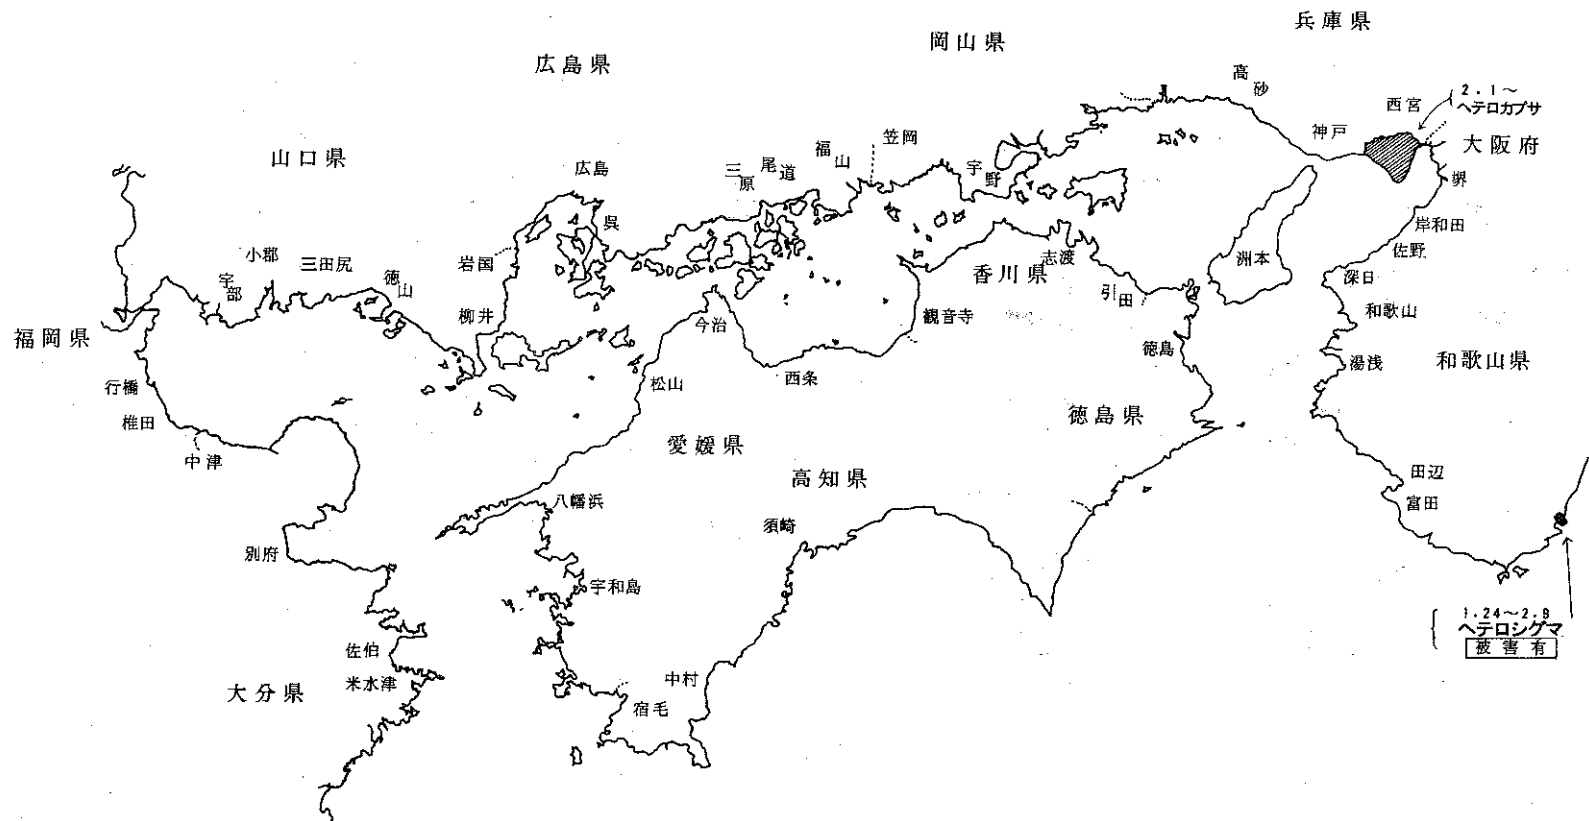 兵庫県
岡山県
広島県
山口県
福岡県
大阪府
和歌山県
香川県
徳島県
愛媛県
高知県
大分県
高砂
神戸
西宮
2.1～
ヘテロカプサ
堺
岸和田
佐野
深日
和歌山
湯浅
田辺
富田
洲本
笠岡
福山
尾道
三原
宇野
広島
呉
岩国
柳井
徳山
三田尻
小郡
宇部
行橋
椎田
中津
別府
佐伯
米水津
志渡
引田
観音寺
徳島
今治
西条
松山
八幡浜
宇和島
須崎
中村
宿毛
1.24～2.8
ヘテロシグマ
被害有